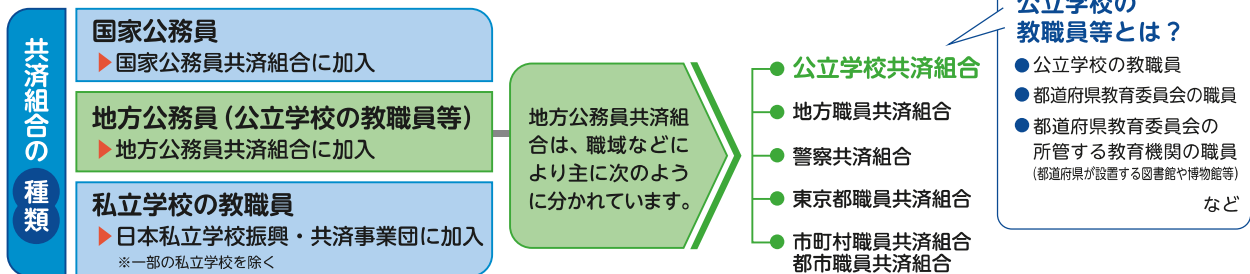 共済組合の種類
国家公務員
▶国家公務員共済組合に加入
地方公務員（公立学校の教職員等）
▶地方公務員共済組合に加入
私立学校の教職員
▶日本私立学校振興・共済事業団に加入
※一部の私立学校を除く
地方公務員共済組
合は、職域などに
より主に次のよう
に分かれています。
●公立学校共済組合
●地方職員共済組合
●警察共済組合
●東京都職員共済組合
●市町村職員共済組合
都市職員共済組合
公立学校の
教職員等とは？
●公立学校の教職員
●都道府県教育委員会の職員
●都道府県教育委員会の
所管する教育機関の職員
（都道府県が設置する図書館や博物館等）
など